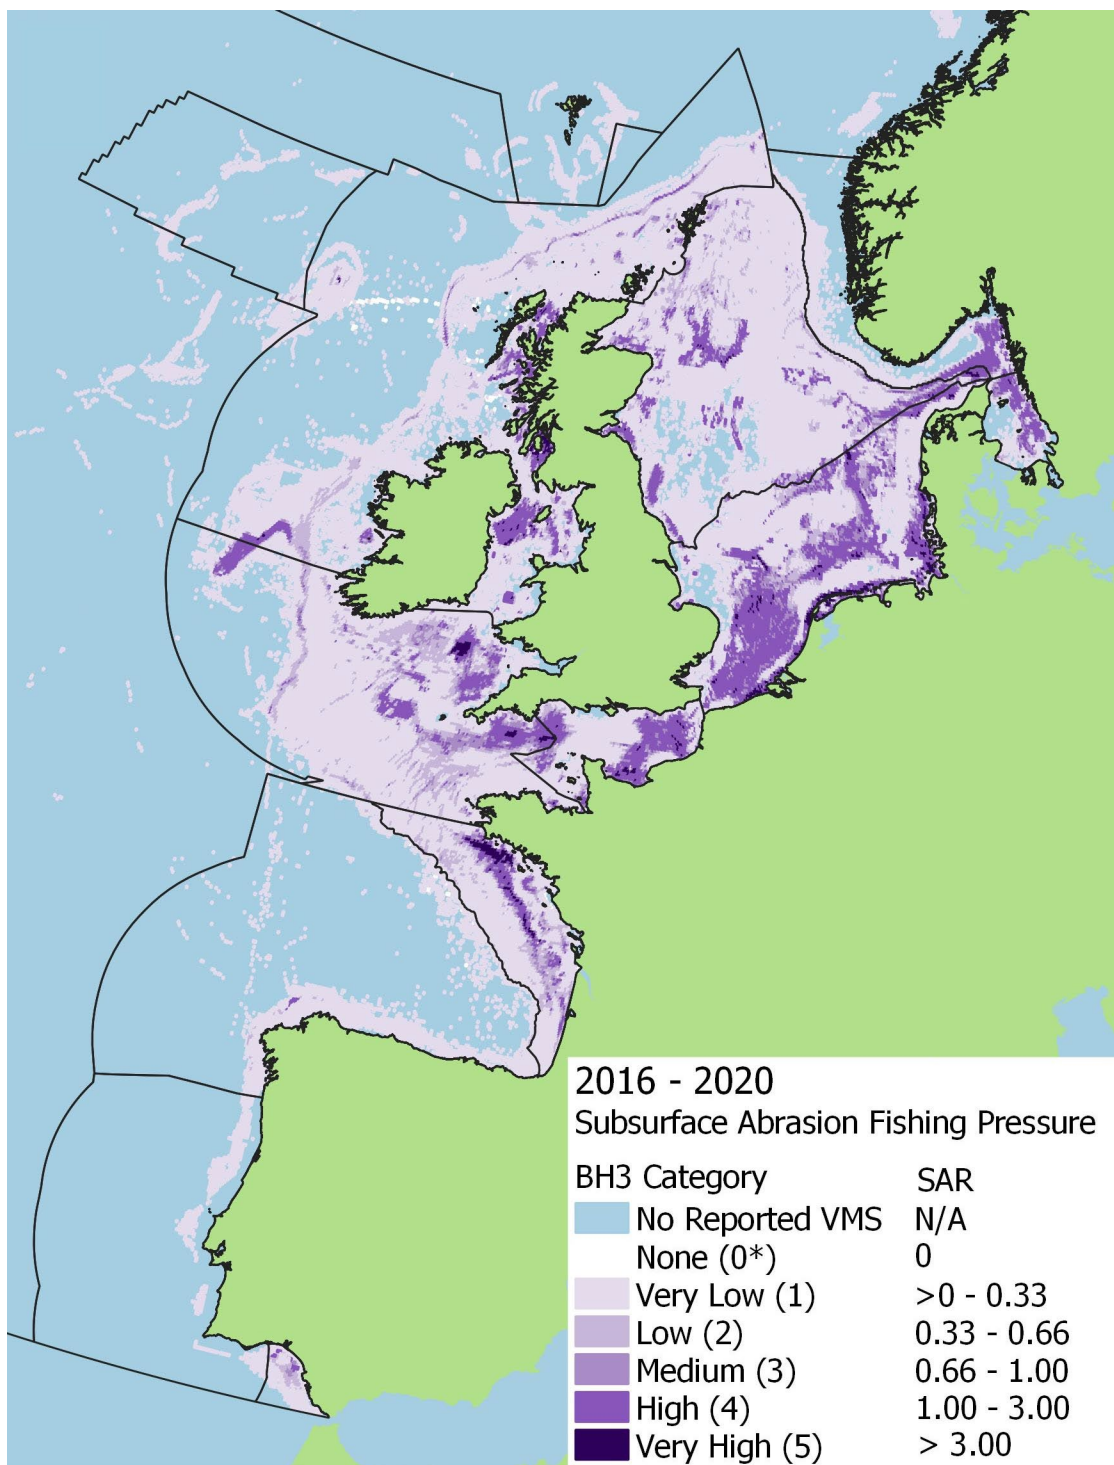 2016 - 2020
Subsurface Abrasion Fishing Pressure
BH3 Category SAR
No Reported VMS N/A
None (0*) 0
Very Low (1) >0 - 0.33
Low (2) 0.33 - 0.66
Medium (3) 0.66 - 1.00
High (4) 1.00 - 3.00
Very High (5) > 3.00